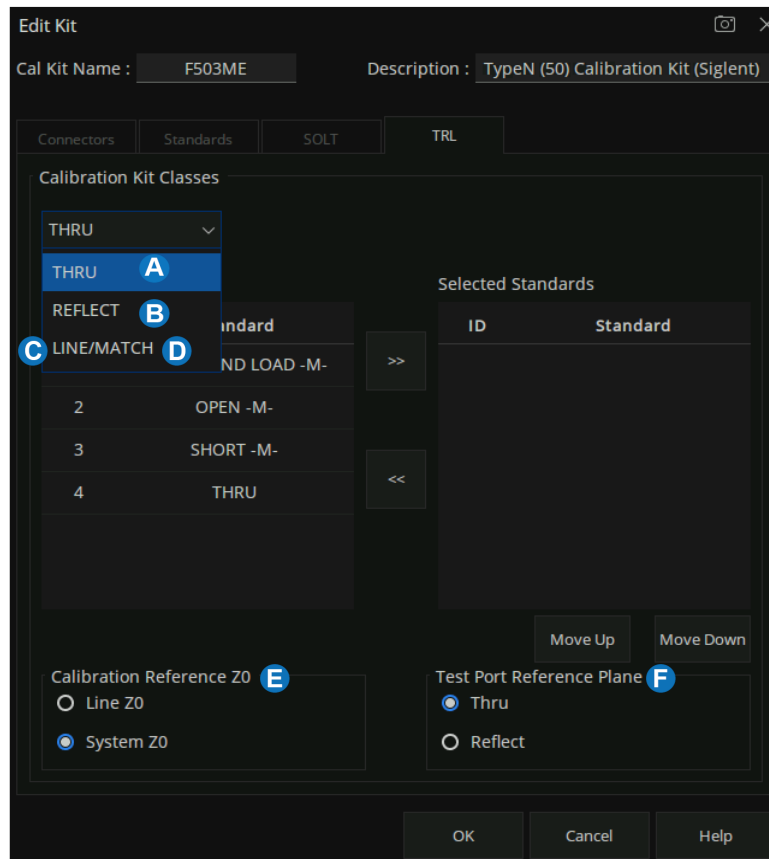 Edit Kit
Cal Kit Name : F503ME Description : TypeN (50) Calibration Kit (Siglent)
Connectors Standards SOLT TRL
Calibration Kit Classes
THRU
THRU A
REFLECT B
C LINE/MATCH D
Selected Standards
ndard ID Standard
ND LOAD -M- >>
2 OPEN -M-
3 SHORT -M-
4 THRU <<
Move Up Move Down
Calibration Reference Z0 E Test Port Reference Plane F
Line Z0 Thru
System Z0 Reflect
OK Cancel Help